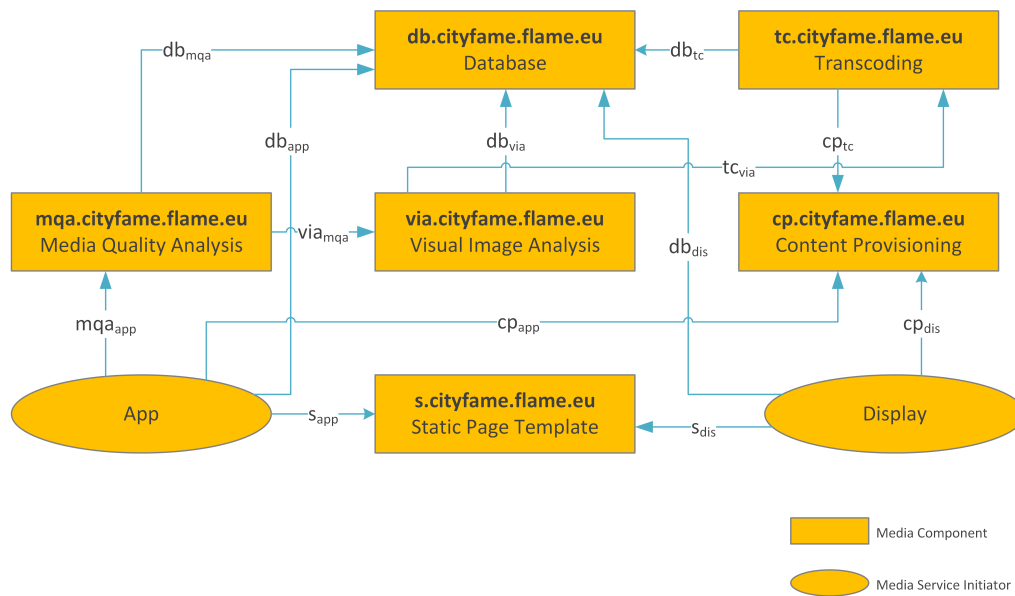 db.cityfame.flame.eu
Database
tc.cityfame.flame.eu
Transcoding
dbmqa
dbtc
dbapp
dbvia
cptc
tcvia
mqa.cityfame.flame.eu
Media Quality Analysis
viamqa
via.cityfame.flame.eu
Visual Image Analysis
cp.cityfame.flame.eu
Content Provisioning
dbdis
mqaapp
cpapp
cpdis
App
sapp
s.cityfame.flame.eu
Static Page Template
sdis
Display
Media Component
Media Service Initiator